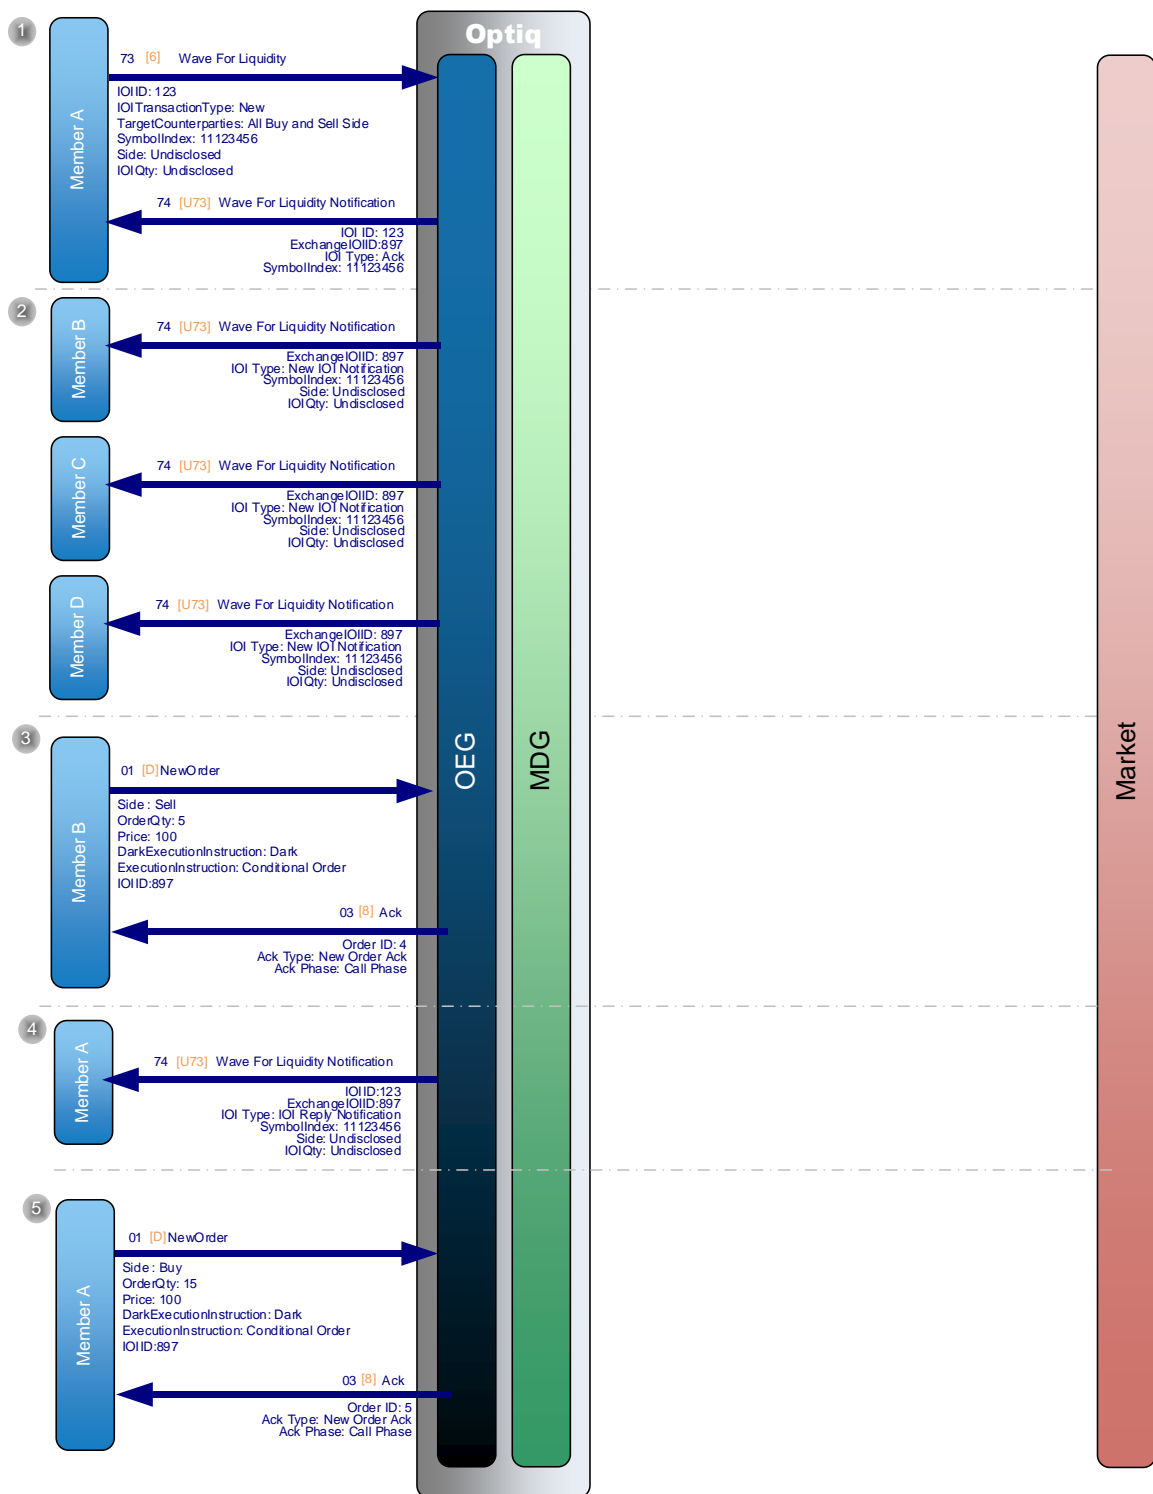 1
Optiq
Member A
73 [6] Wave For Liquidity
IOIID: 123
IOITransactionType: New
TargetCounterparties: All Buy and Sell Side
SymbolIndex: 11123456
Side: Undisclosed
IOIQty: Undisclosed
74 [U73] Wave For Liquidity Notification
IOI ID: 123
ExchangeIOIID:897
IOI Type: Ack
SymbolIndex: 11123456
2
Member B
74 [U73] Wave For Liquidity Notification
ExchangeIOIID: 897
IOI Type: New IOI Notification
SymbolIndex: 11123456
Side: Undisclosed
IOIQty: Undisclosed
Member C
74 [U73] Wave For Liquidity Notification
ExchangeIOIID: 897
IOI Type: New IOI Notification
SymbolIndex: 11123456
Side: Undisclosed
IOIQty: Undisclosed
Member D
74 [U73] Wave For Liquidity Notification
ExchangeIOIID: 897
IOI Type: New IOI Notification
SymbolIndex: 11123456
Side: Undisclosed
IOIQty: Undisclosed
OEG
MDG
Market
3
Member B
01 [D] NewOrder
Side : Sell
OrderQty: 5
Price: 100
DarkExecutionInstruction: Dark
ExecutionInstruction: Conditional Order
IOIID:897
03 [8] Ack
Order ID: 4
Ack Type: New Order Ack
Ack Phase: Call Phase
4
Member A
74 [U73] Wave For Liquidity Notification
IOIID:123
ExchangeIOIID:897
IOI Type: IOI Reply Notification
SymbolIndex: 11123456
Side: Undisclosed
IOIQty: Undisclosed
5
Member A
01 [D] NewOrder
Side : Buy
OrderQty: 15
Price: 100
DarkExecutionInstruction: Dark
ExecutionInstruction: Conditional Order
IOIID:897
03 [8] Ack
Order ID: 5
Ack Type: New Order Ack
Ack Phase: Call Phase